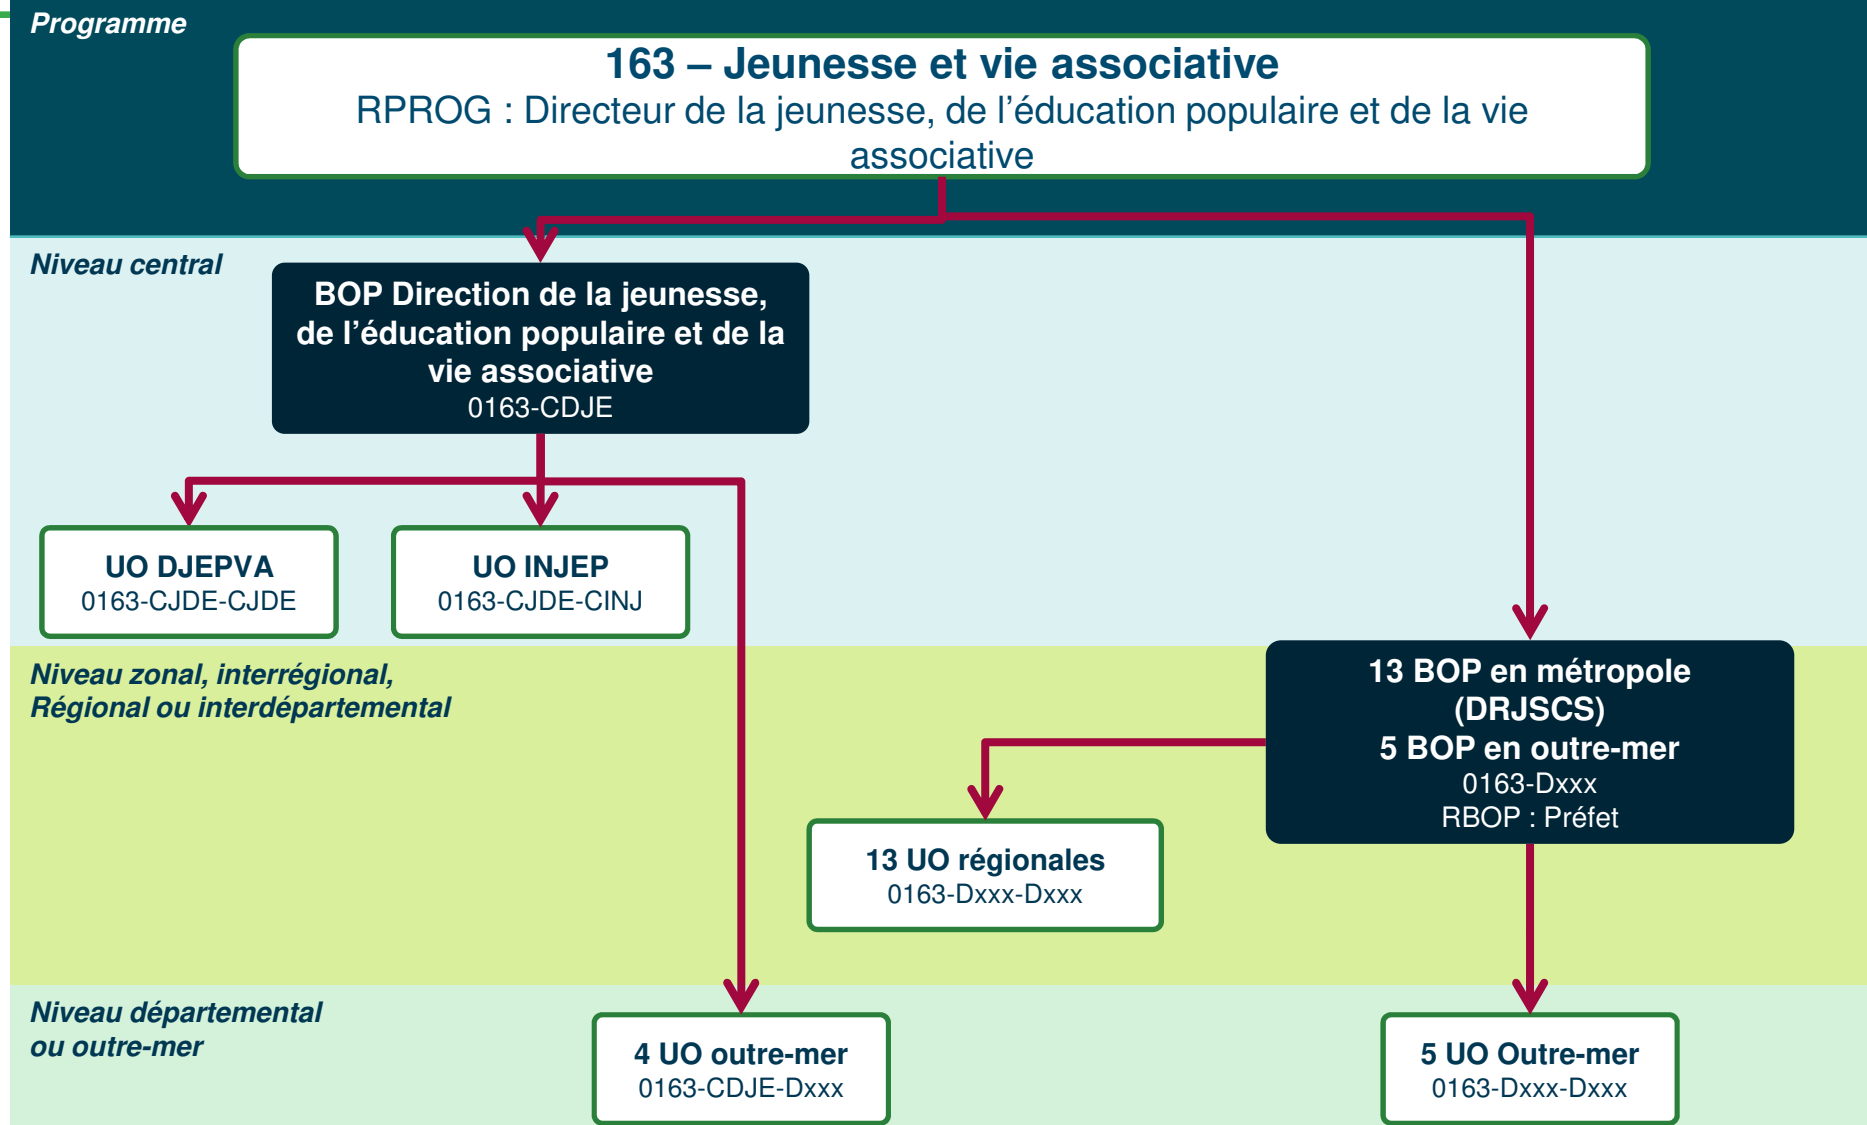 Programme
163 – Jeunesse et vie associative
RPROG : Directeur de la jeunesse, de l’éducation populaire et de la vie
associative
Niveau central
BOP Direction de la jeunesse,
de l’éducation populaire et de la
vie associative
0163-CDJE
UO DJEPVA
0163-CJDE-CJDE
UO INJEP
0163-CJDE-CINJ
Niveau zonal, interrégional,
Régional ou interdépartemental
13 BOP en métropole
(DRJSCS)
5 BOP en outre-mer
0163-Dxxx
RBOP : Préfet
13 UO régionales
0163-Dxxx-Dxxx
Niveau départemental
ou outre-mer
4 UO outre-mer
0163-CDJE-Dxxx
5 UO Outre-mer
0163-Dxxx-Dxxx